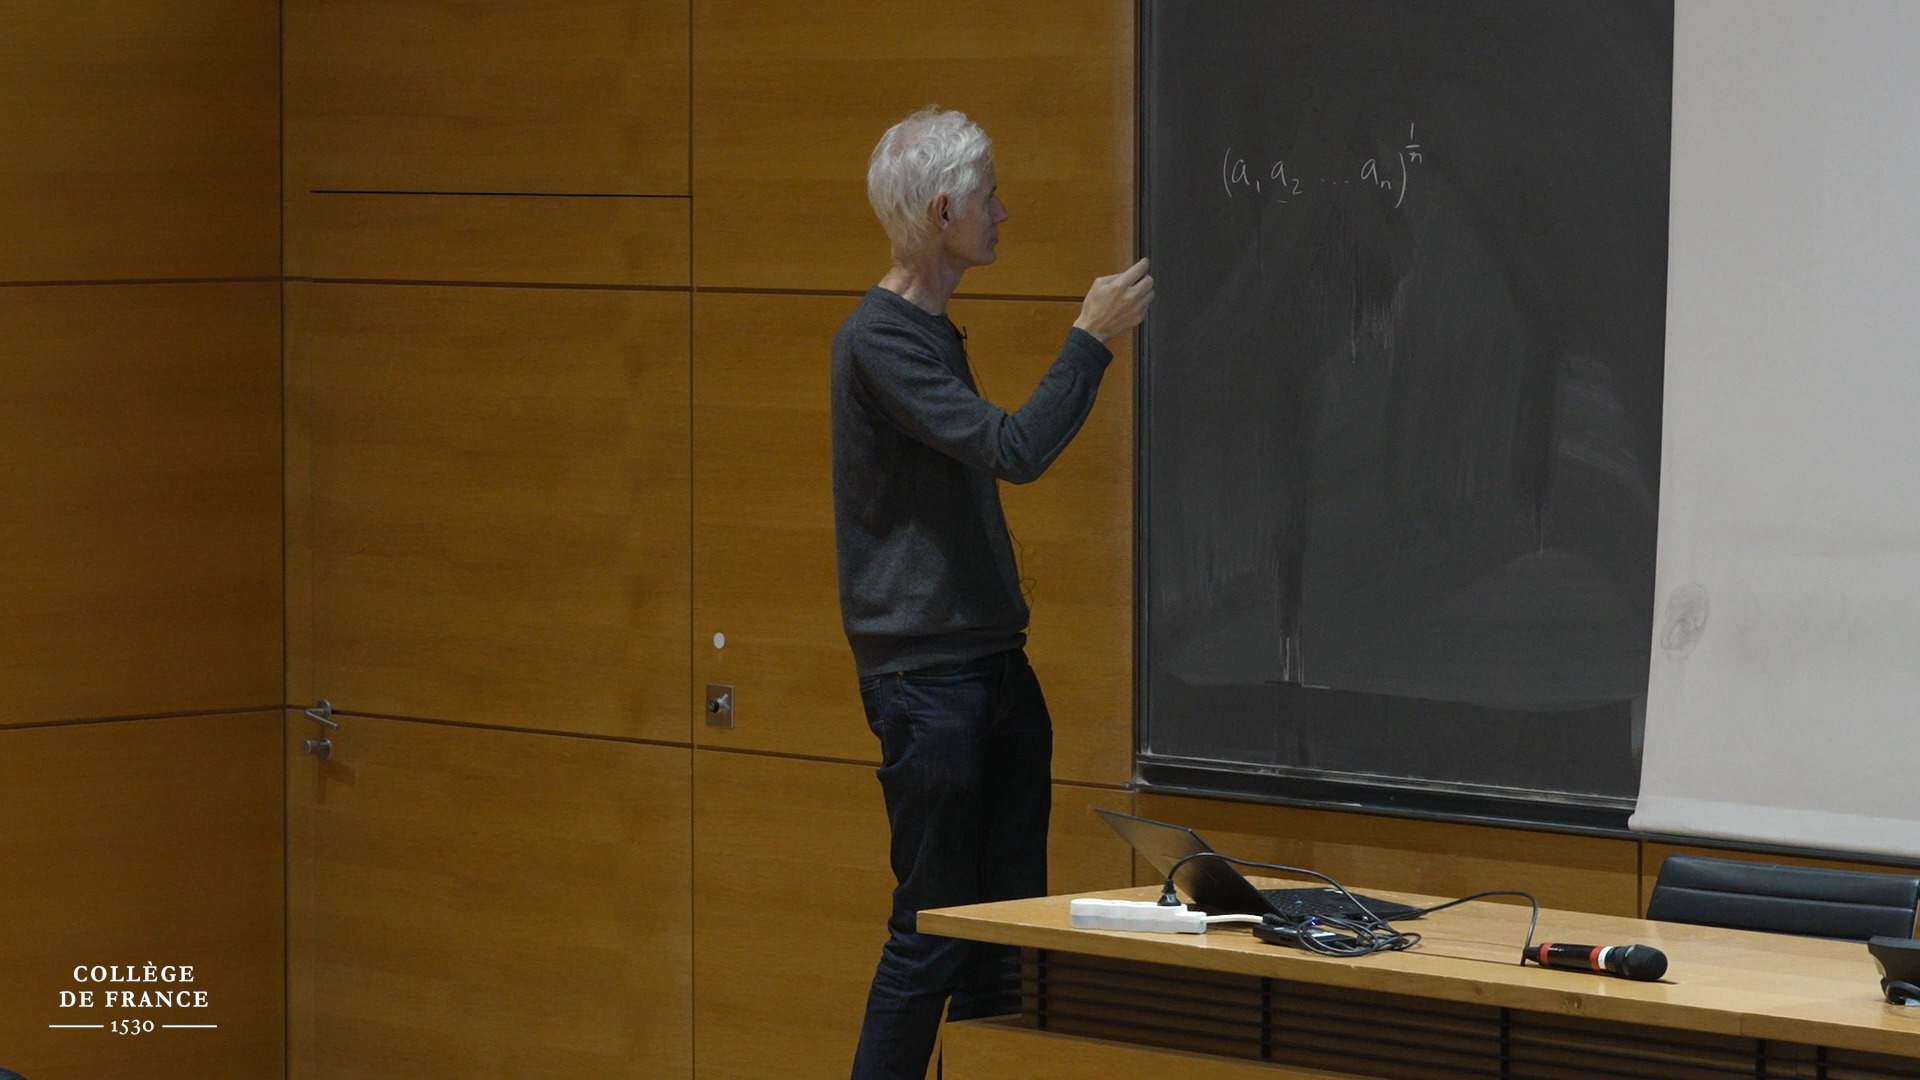 (a₁ a₂ ... aₙ)^(1/n)
COLLÈGE
DE FRANCE
1530